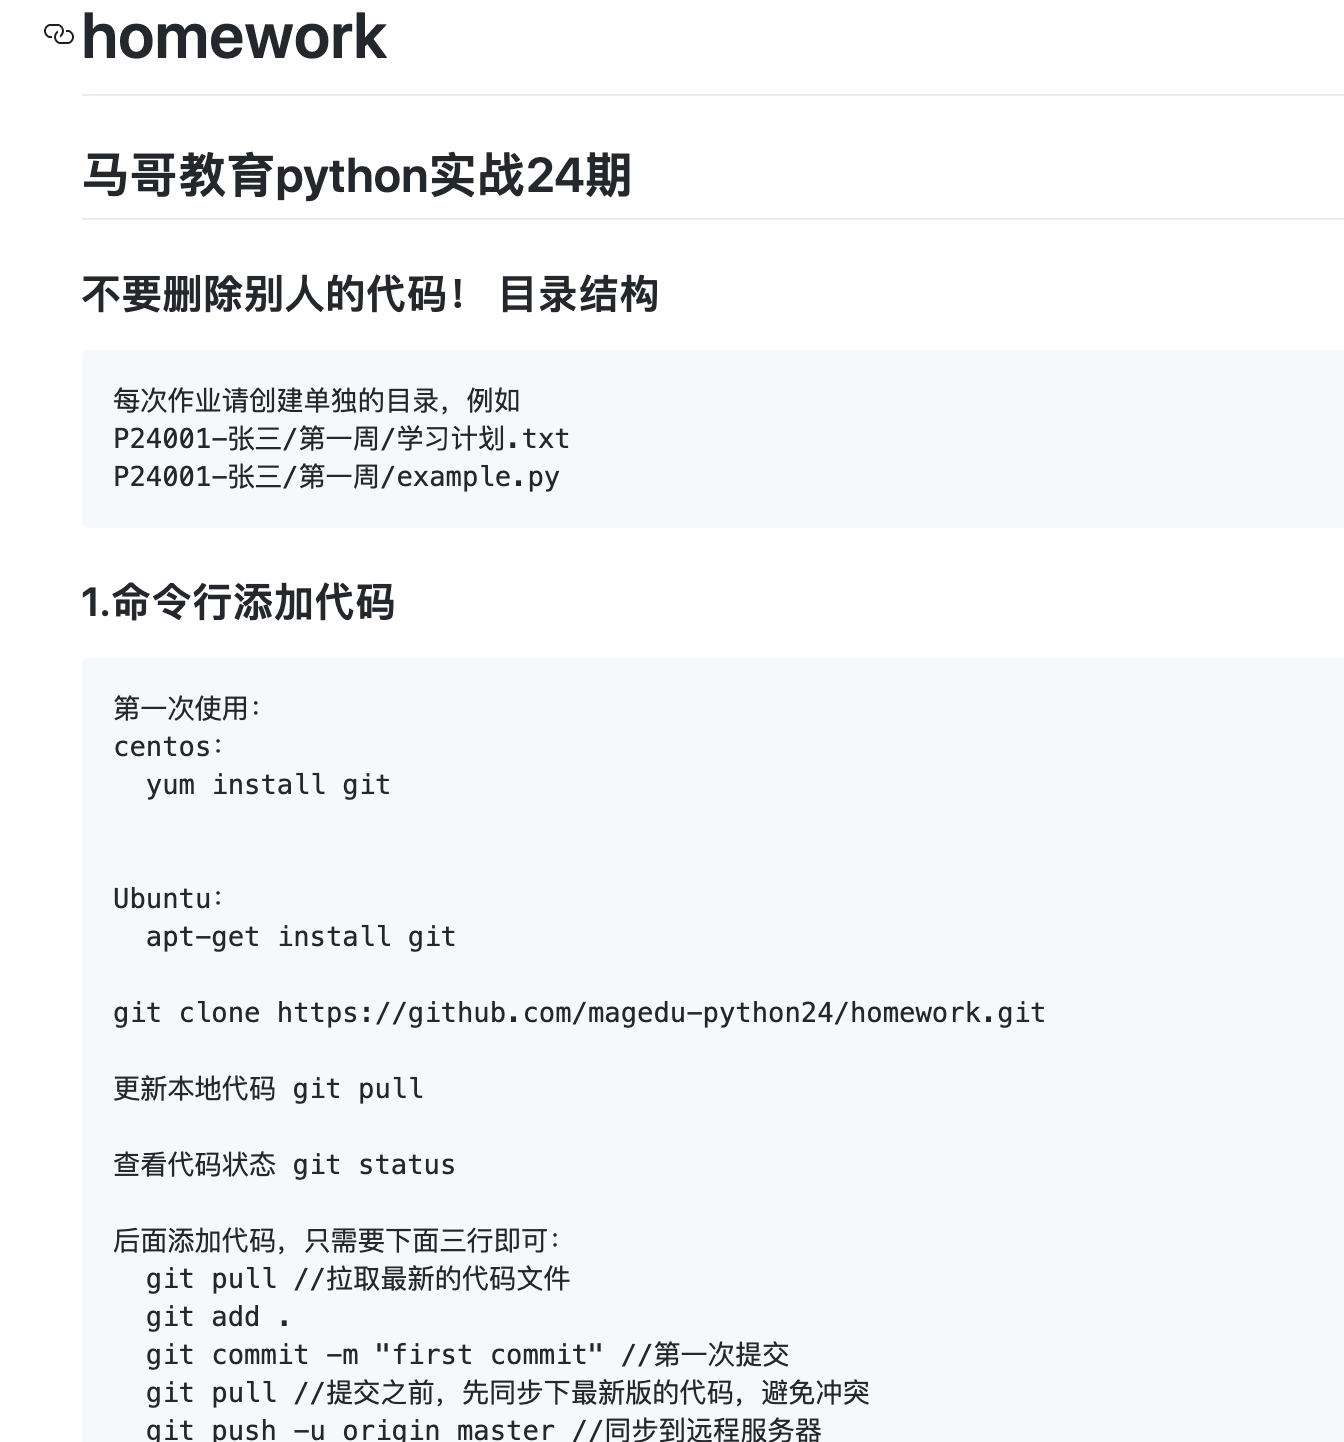 homework
马哥教育python实战24期
不要删除别人的代码！ 目录结构
每次作业请创建单独的目录，例如
P24001-张三/第一周/学习计划.txt
P24001-张三/第一周/example.py
1.命令行添加代码
第一次使用：
centos：
yum install git
Ubuntu：
apt-get install git
git clone https://github.com/magedu-python24/homework.git
更新本地代码 git pull
查看代码状态 git status
后面添加代码，只需要下面三行即可：
git pull //拉取最新的代码文件
git add .
git commit -m "first commit" //第一次提交
git pull //提交之前，先同步下最新版的代码，避免冲突
git push -u origin master //同步到远程服务器